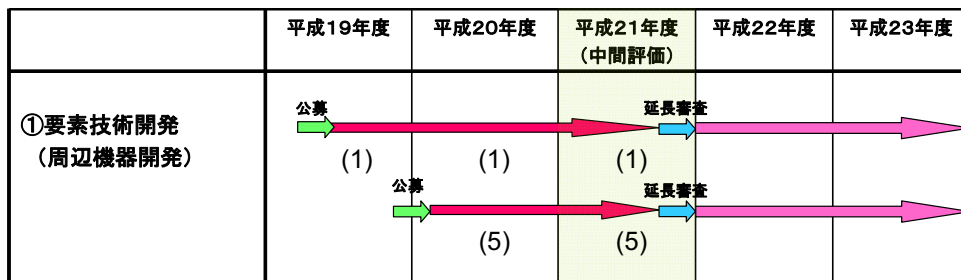 平成19年度 平成20年度 平成21年度 平成22年度 平成23年度
(中間評価)
公募 延長審査
①要素技術開発
(周辺機器開発)
(1) (1) (1)
公募 延長審査
(5) (5)